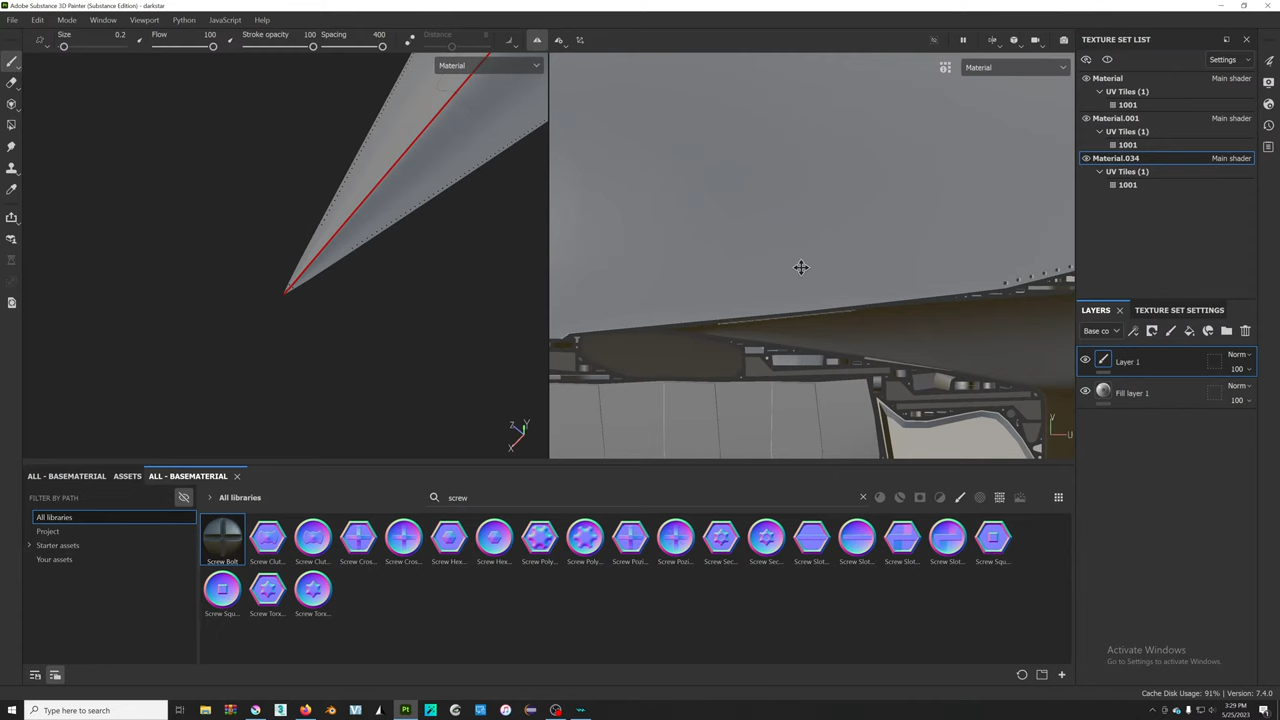 Adobe Substance 3D Painter (Substance Edition) - darkstar
File Edit Mode Window Viewport Python JavaScript Help
Size 0.2 Flow 100 Stroke opacity 100 Spacing 400 Distance 8
Material
Material
TEXTURE SET LIST
Settings
Material Main shader
UV Tiles (1)
1001
Material.001 Main shader
UV Tiles (1)
1001
Material.034 Main shader
UV Tiles (1)
1001
LAYERS TEXTURE SET SETTINGS
Base co
Layer 1 Norm 100
Fill layer 1 Norm 100
Z Y X
V U
ALL - BASEMATERIAL ASSETS ALL - BASEMATERIAL
FILTER BY PATH
All libraries
Project
Starter assets
Your assets
All libraries screw
Screw Bolt Screw Clut... Screw Clut... Screw Cros... Screw Cros... Screw Hex... Screw Hex... Screw Poly... Screw Poly... Screw Pozi... Screw Pozi... Screw Sec... Screw Sec... Screw Slot... Screw Slot... Screw Slot... Screw Slot... Screw Squ...
Screw Squ... Screw Torx... Screw Torx...
Activate Windows
Go to Settings to activate Windows.
Cache Disk Usage: 91% | Version: 7.4.0
Type here to search
3:29 PM
5/25/2023